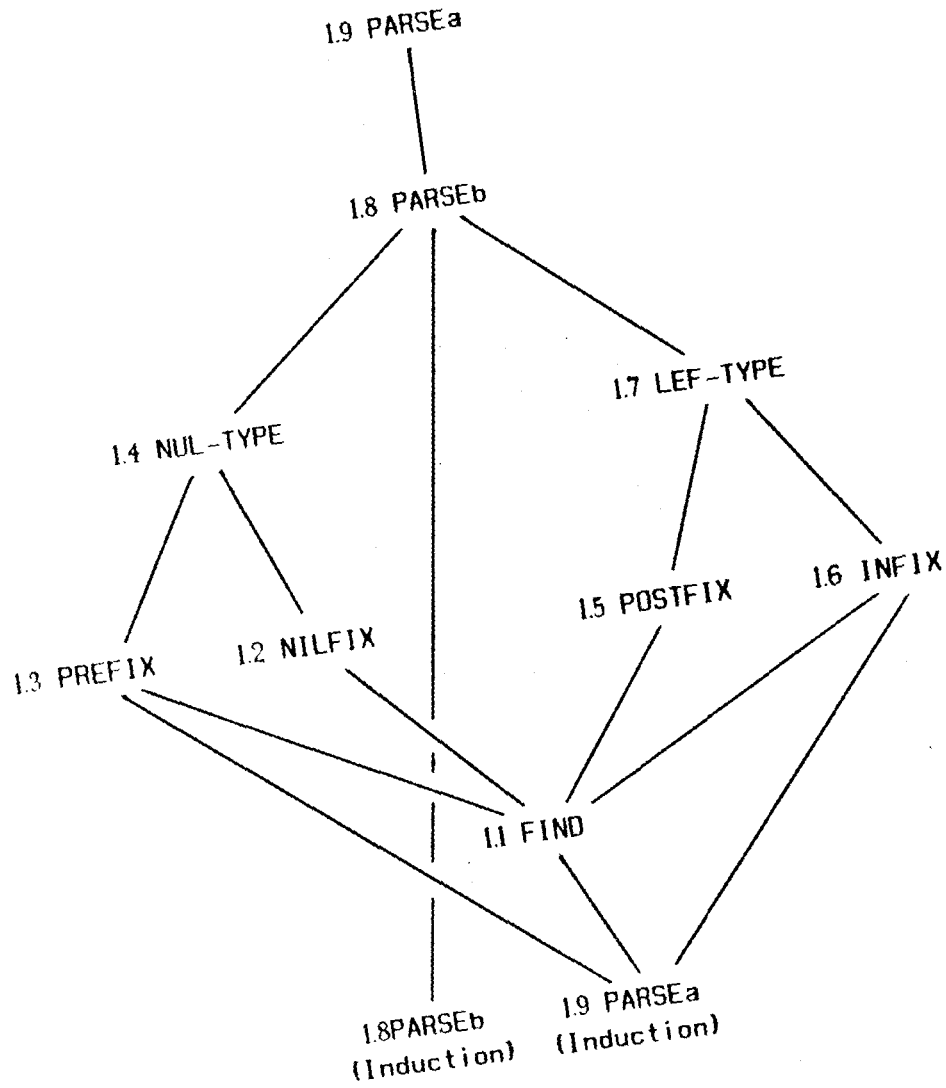 1.9 PARSEa
1.8 PARSEb
1.7 LEF-TYPE
1.4 NUL-TYPE
1.6 INFIX
1.5 POSTFIX
1.2 NILFIX
1.3 PREFIX
1.1 FIND
1.9 PARSEa
(Induction)
1.8PARSEb
(Induction)